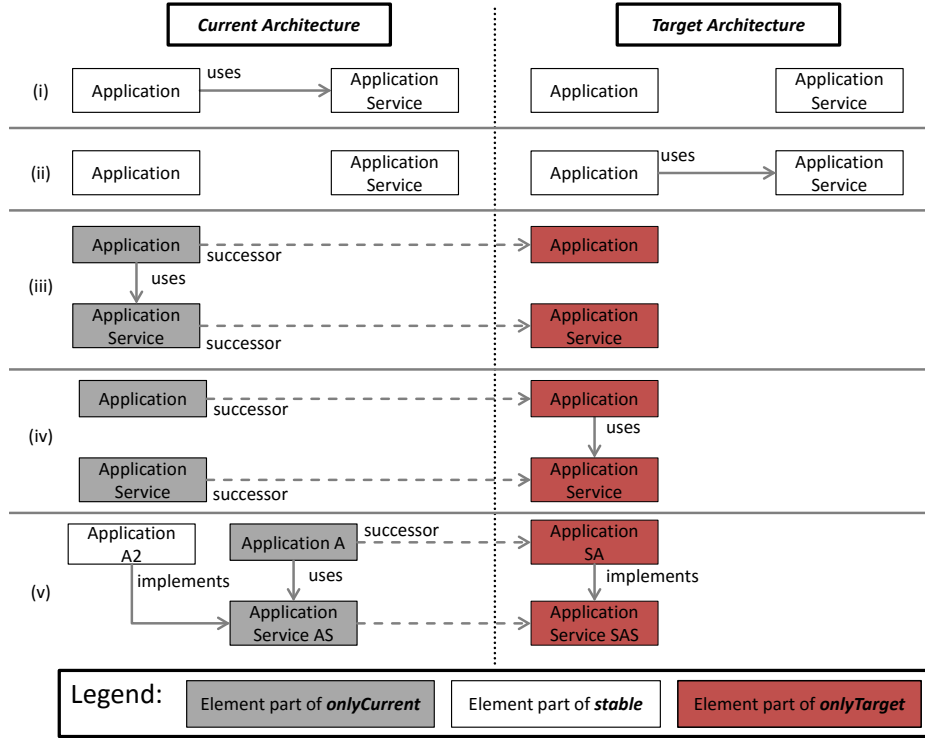 Current Architecture
Target Architecture
(i)
Application
uses
Application
Service
Application
Application
Service
(ii)
Application
Application
Service
Application
uses
Application
Service
(iii)
Application
successor
Application
uses
Application
Service
successor
Application
Service
(iv)
Application
successor
Application
uses
Application
Service
successor
Application
Service
(v)
Application
A2
Application A
successor
Application
SA
implements
uses
implements
Application
Service AS
Application
Service SAS
Legend:
Element part of onlyCurrent
Element part of stable
Element part of onlyTarget